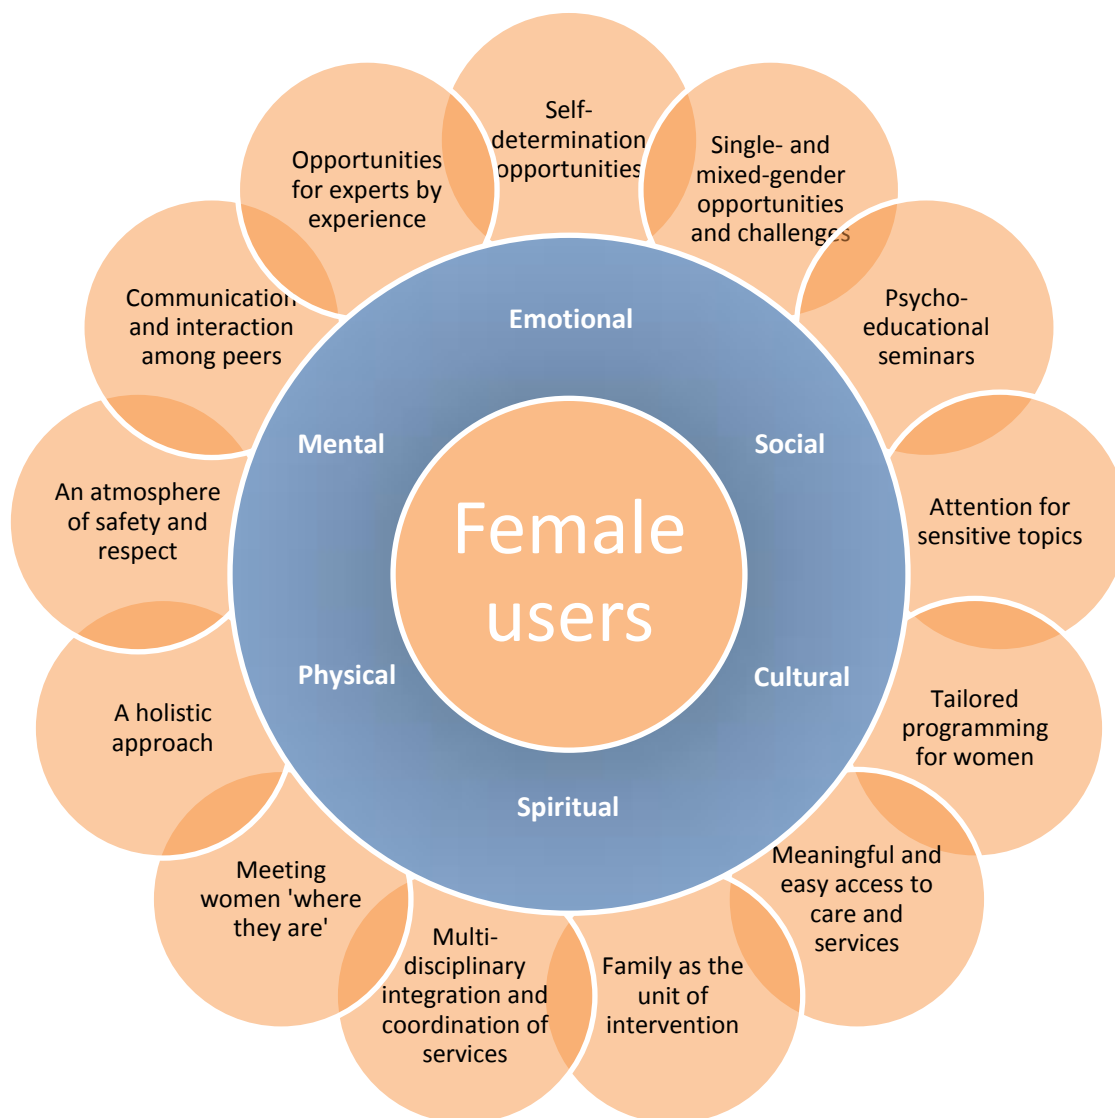 Self-
determination
opportunities
Single- and
mixed-gender
opportunities
and challenges
Psycho-
educational
seminars
Attention for
sensitive topics
Tailored
programming
for women
Meaningful and
easy access to
care and
services
Family as the
unit of
intervention
Multi-
disciplinary
integration and
coordination of
services
Meeting
women 'where
they are'
A holistic
approach
An atmosphere
of safety and
respect
Communication
and interaction
among peers
Opportunities
for experts by
experience
Emotional
Social
Cultural
Spiritual
Physical
Mental
Female
users